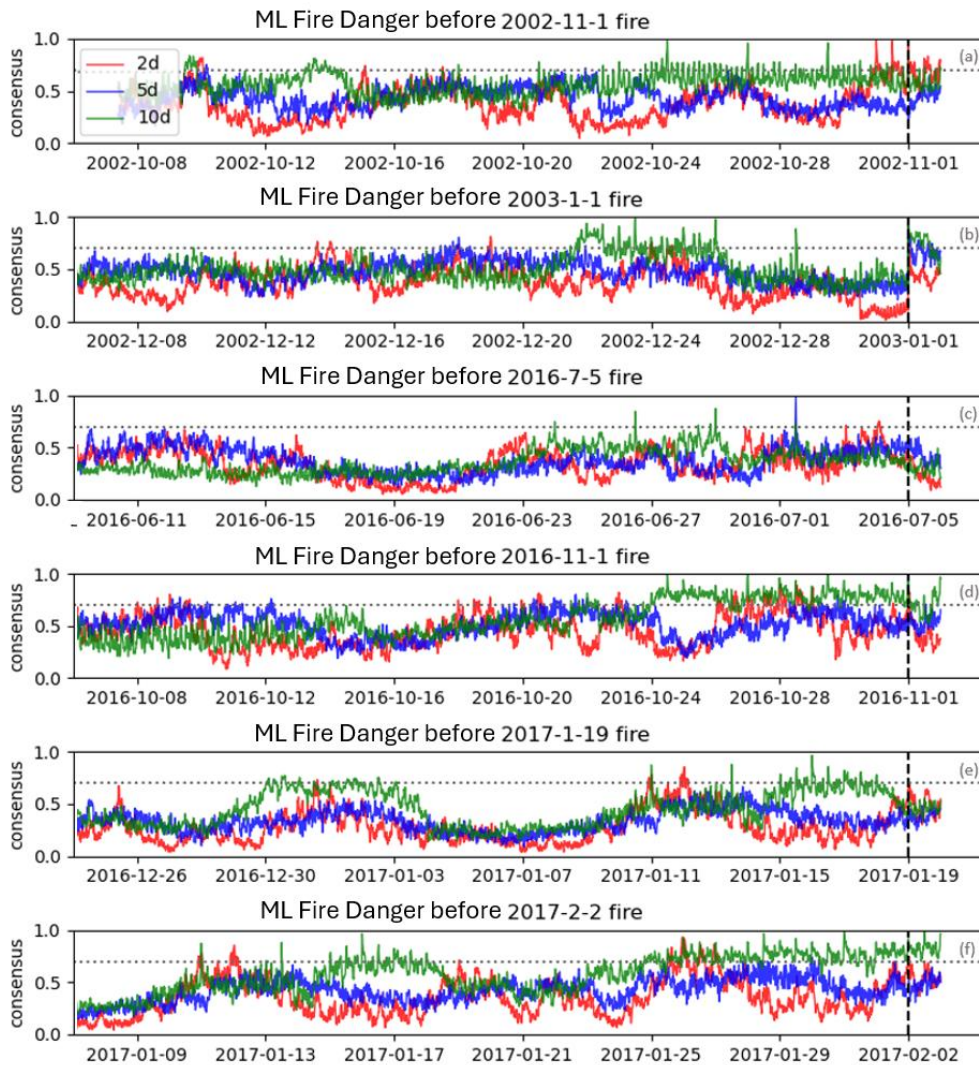 ML Fire Danger before 2002-11-1 fire
1.0
0.5
0.0
consensus
2d
5d
10d
(a)
2002-10-08 2002-10-12 2002-10-16 2002-10-20 2002-10-24 2002-10-28 2002-11-01
ML Fire Danger before 2003-1-1 fire
1.0
0.5
0.0
consensus
(b)
2002-12-08 2002-12-12 2002-12-16 2002-12-20 2002-12-24 2002-12-28 2003-01-01
ML Fire Danger before 2016-7-5 fire
1.0
0.5
0.0
consensus
(c)
2016-06-11 2016-06-15 2016-06-19 2016-06-23 2016-06-27 2016-07-01 2016-07-05
ML Fire Danger before 2016-11-1 fire
1.0
0.5
0.0
consensus
(d)
2016-10-08 2016-10-12 2016-10-16 2016-10-20 2016-10-24 2016-10-28 2016-11-01
ML Fire Danger before 2017-1-19 fire
1.0
0.5
0.0
consensus
(e)
2016-12-26 2016-12-30 2017-01-03 2017-01-07 2017-01-11 2017-01-15 2017-01-19
ML Fire Danger before 2017-2-2 fire
1.0
0.5
0.0
consensus
(f)
2017-01-09 2017-01-13 2017-01-17 2017-01-21 2017-01-25 2017-01-29 2017-02-02